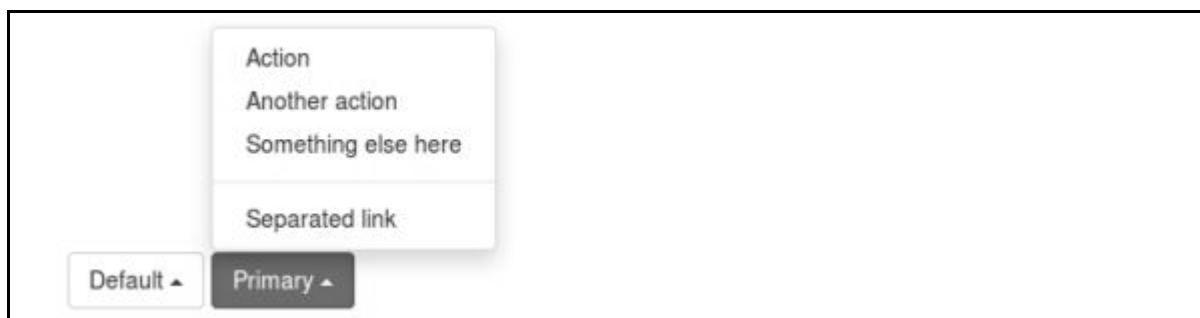 Action
Another action
Something else here
Separated link
Default Primary